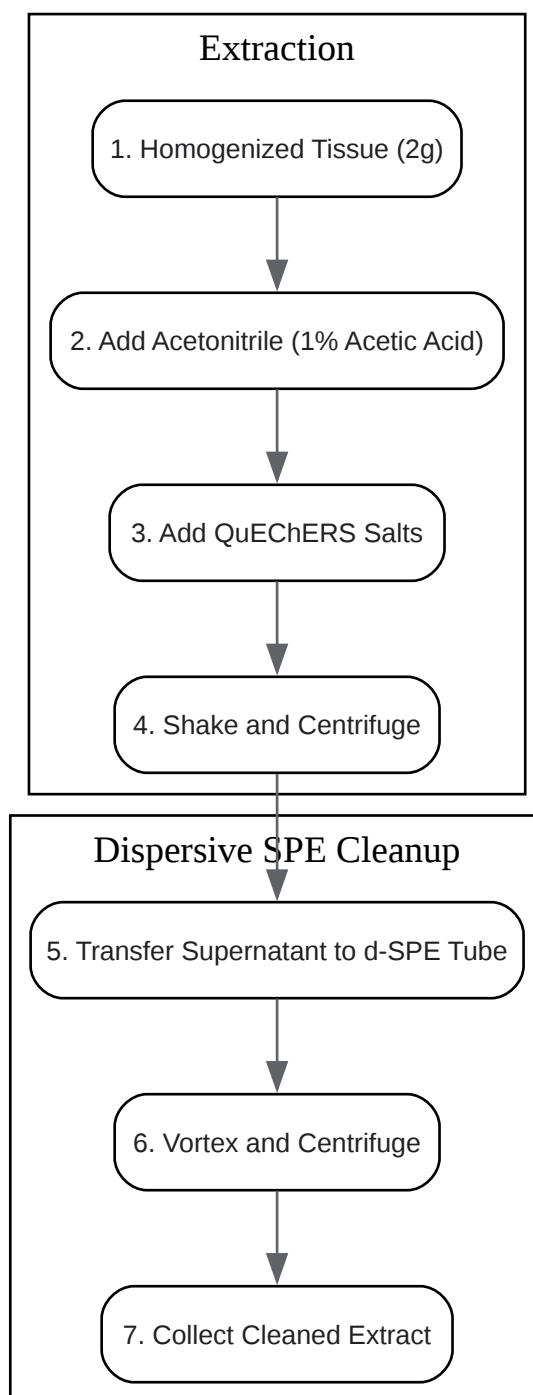 Extraction
1. Homogenized Tissue (2g)
2. Add Acetonitrile (1% Acetic Acid)
3. Add QuEChERS Salts
4. Shake and Centrifuge
Dispersive SPE Cleanup
5. Transfer Supernatant to d-SPE Tube
6. Vortex and Centrifuge
7. Collect Cleaned Extract